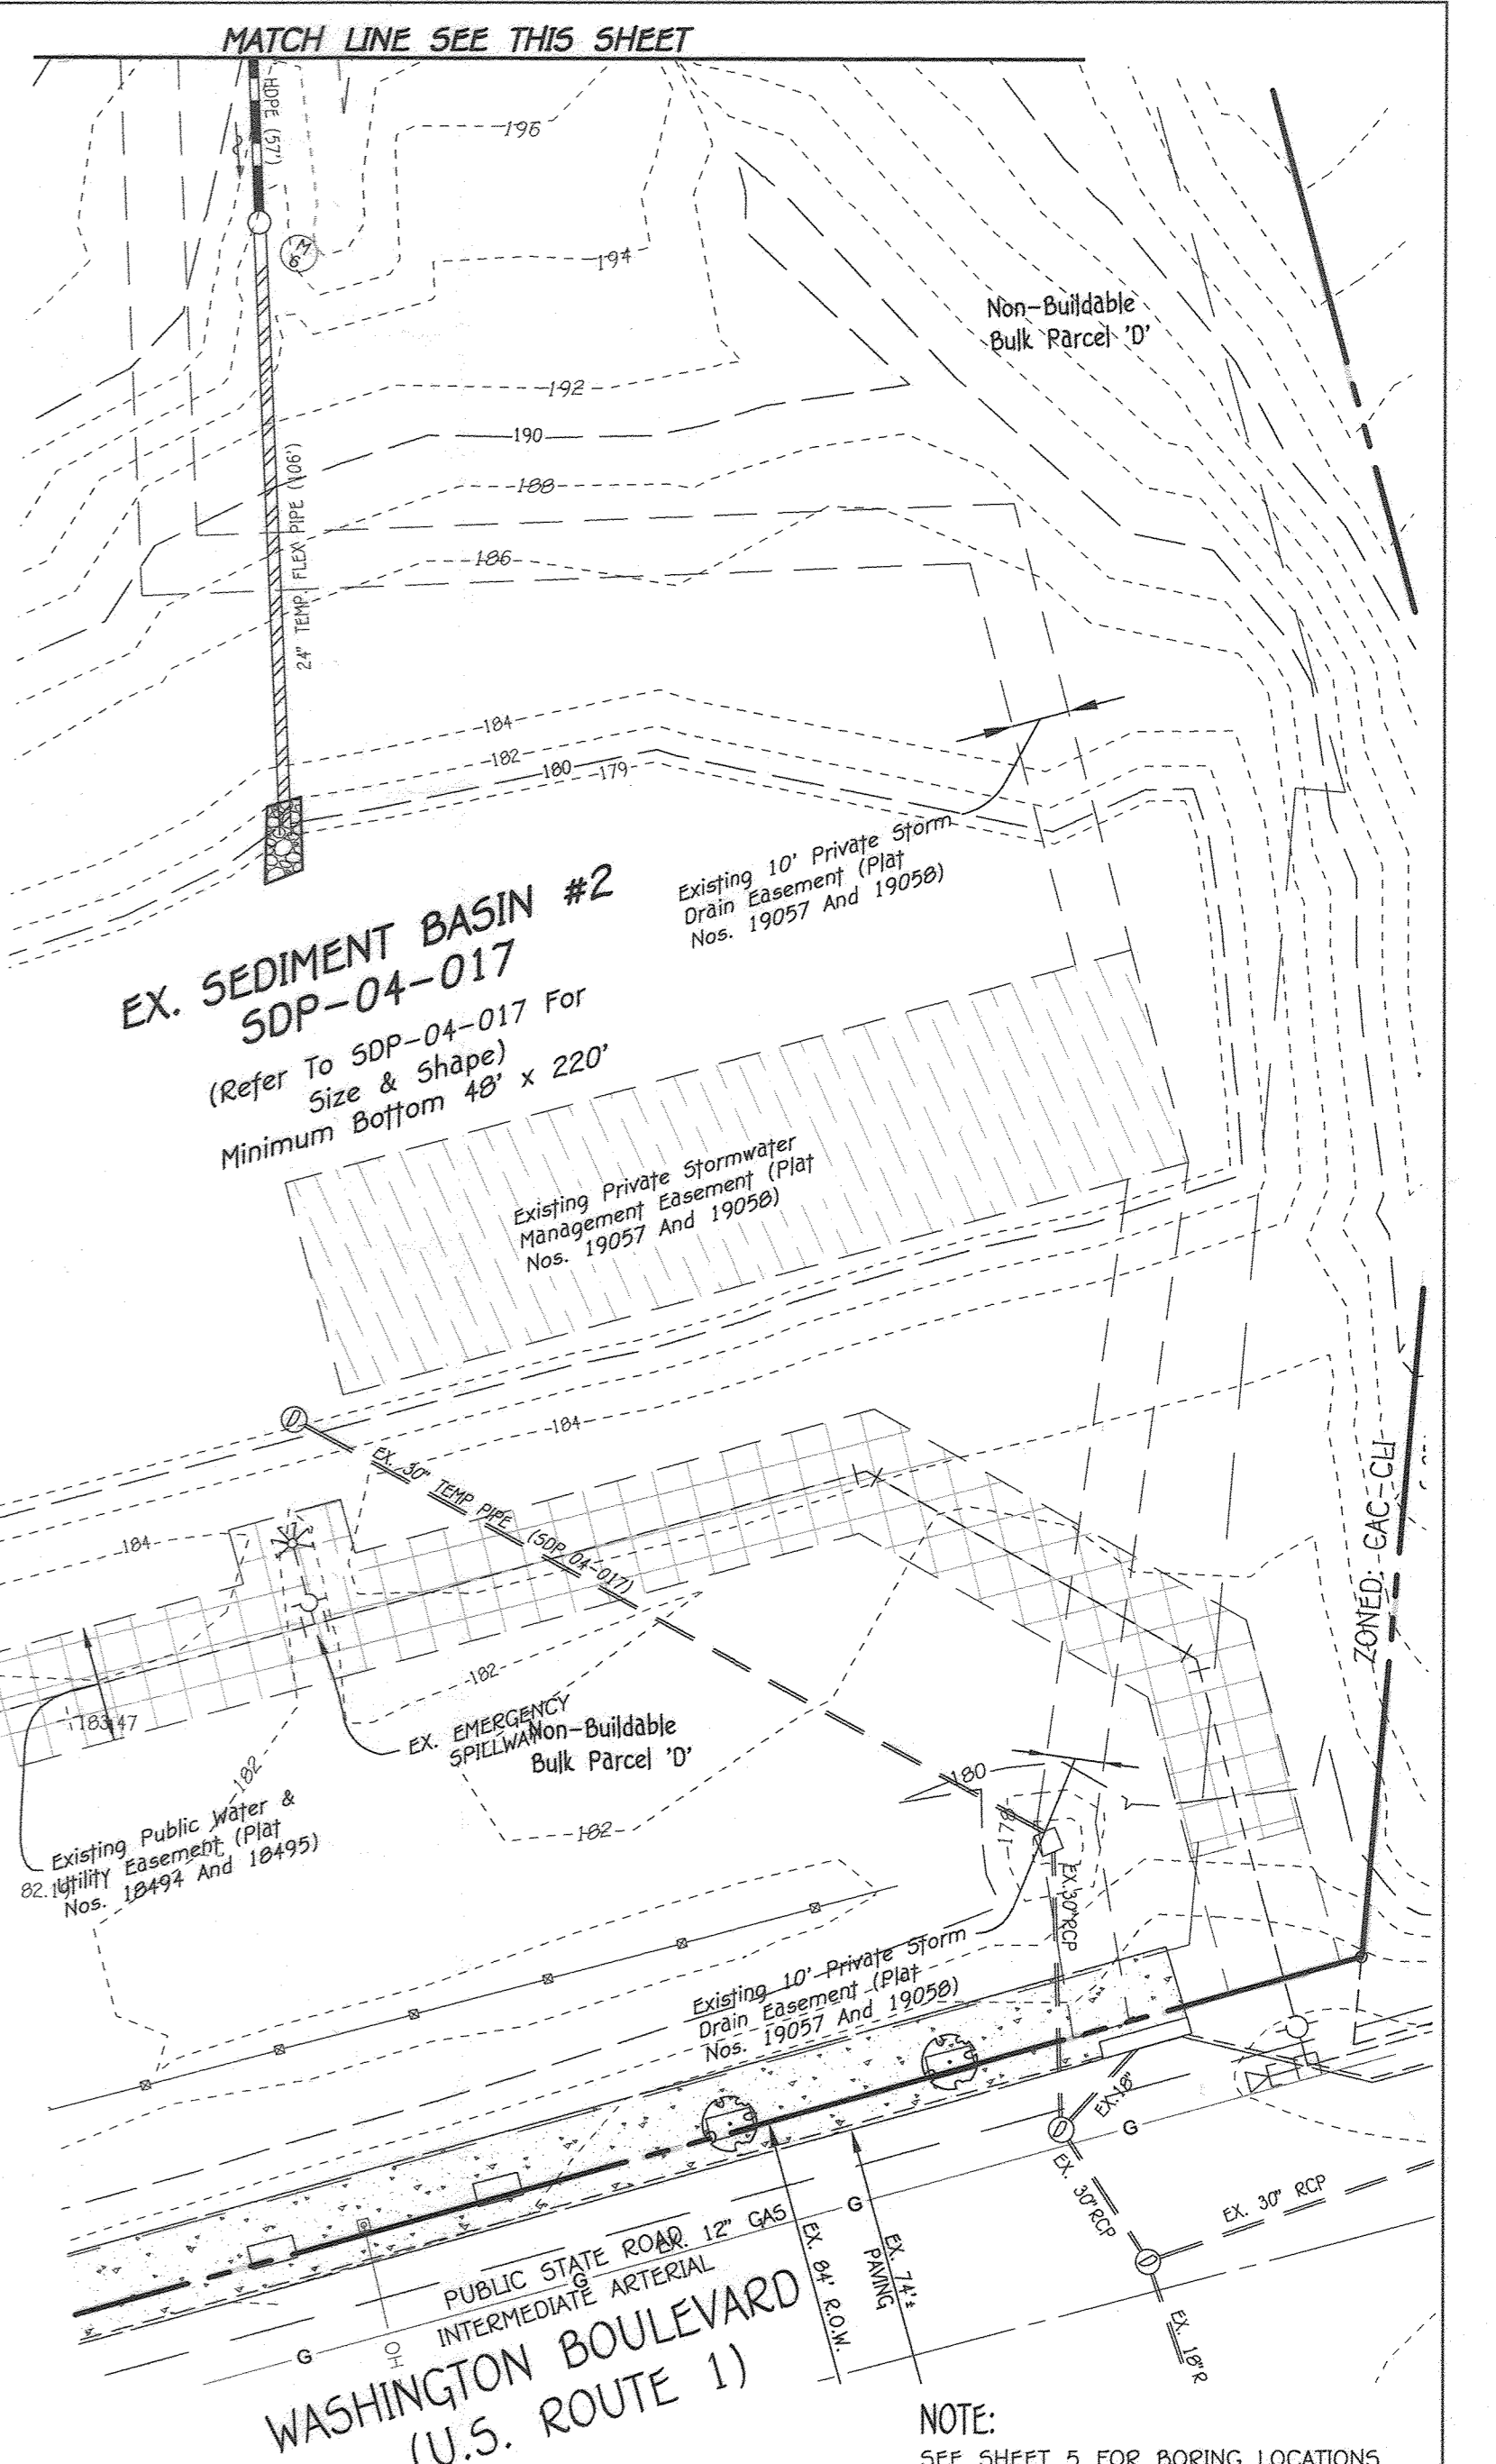 MATCH LINE SEE THIS SHEET
HDPE (57')
M
6
196
194
Non-Buildable
Bulk Parcel 'D'
192
190
188
186
24" TEMP. FLEX PIPE (106')
184
182
180
179
Existing 10' Private Storm
Drain Easement (Plat
Nos. 19057 And 19058)
EX. SEDIMENT BASIN #2
SDP-04-017
(Refer To SDP-04-017 For
Size & Shape)
Minimum Bottom 48' x 220'
Existing Private Stormwater
Management Easement (Plat
Nos. 19057 And 19058)
D
184
EX. 30" TEMP PIPE (SDP 04-017)
184
ZONED: CAC-CLI
182
183.47
EX. EMERGENCY
SPILLWAY
Non-Buildable
Bulk Parcel 'D'
180
178
182
182
Existing Public Water &
Utility Easement (Plat
Nos. 18494 And 18495)
EX.30"RCP
Existing 10' Private Storm
Drain Easement (Plat
Nos. 19057 And 19058)
EX.18"
D
G
EX. 30"RCP
EX. 30" RCP
D
EX. 18"R
G
EX. 12" GAS
PUBLIC STATE ROAD
G
INTERMEDIATE ARTERIAL
G
OH
EX. 84' R.O.W.
EX. 74'±
PAVING
WASHINGTON BOULEVARD
(U.S. ROUTE 1)
NOTE:
SEE SHEET 5 FOR BORING LOCATIONS